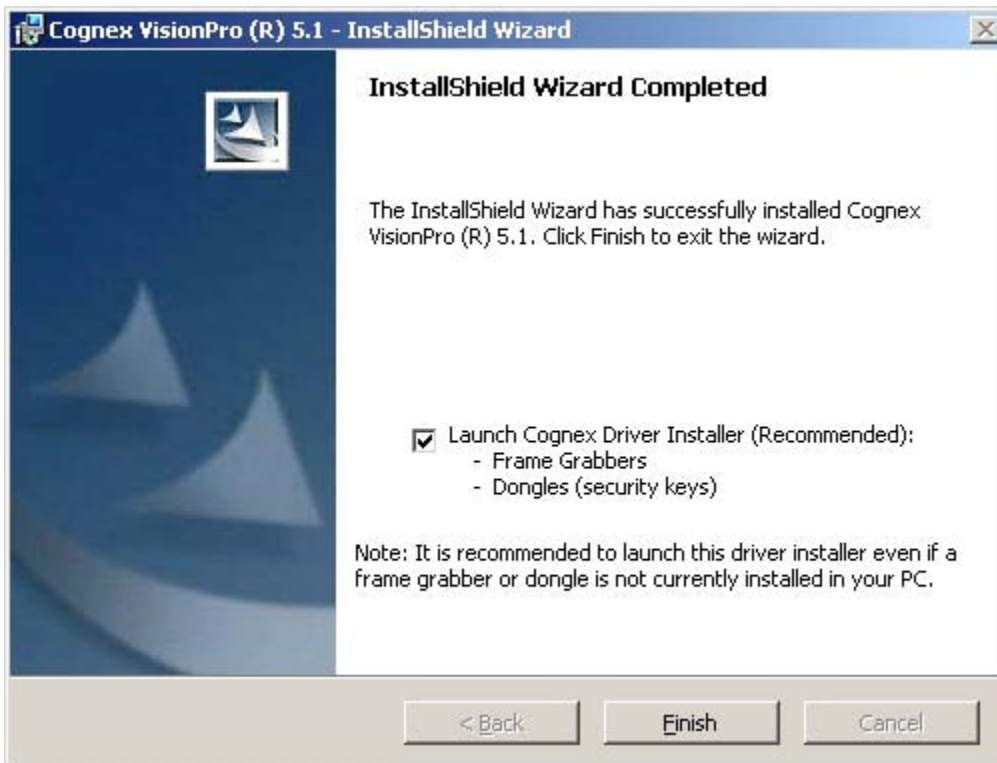 Cognex VisionPro (R) 5.1 - InstallShield Wizard
InstallShield Wizard Completed
The InstallShield Wizard has successfully installed Cognex
VisionPro (R) 5.1. Click Finish to exit the wizard.
Launch Cognex Driver Installer (Recommended):
- Frame Grabbers
- Dongles (security keys)
Note: It is recommended to launch this driver installer even if a
frame grabber or dongle is not currently installed in your PC.
< Back
Finish
Cancel